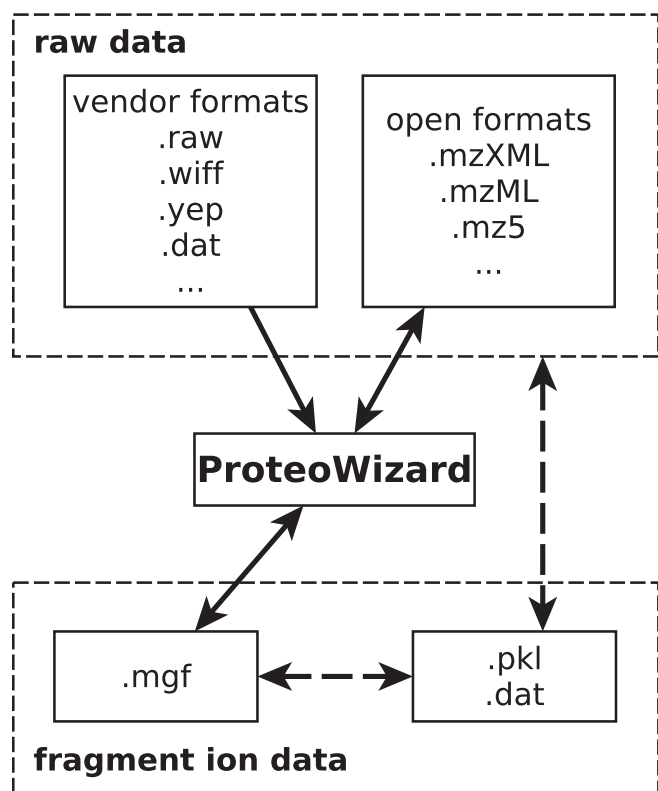 raw data
vendor formats
.raw
.wiff
.yep
.dat
...
open formats
.mzXML
.mzML
.mz5
...
ProteoWizard
.mgf
.pkl
.dat
fragment ion data